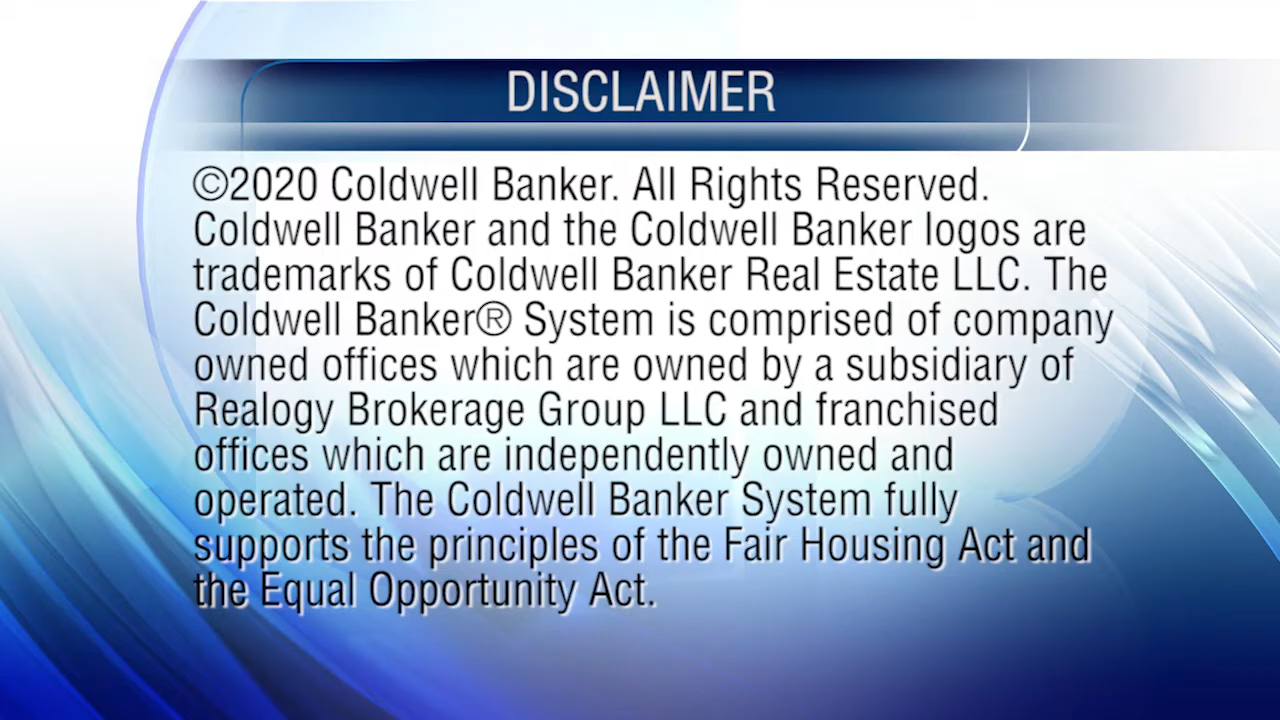 DISCLAIMER
©2020 Coldwell Banker. All Rights Reserved.
Coldwell Banker and the Coldwell Banker logos are
trademarks of Coldwell Banker Real Estate LLC. The
Coldwell Banker® System is comprised of company
owned offices which are owned by a subsidiary of
Realogy Brokerage Group LLC and franchised
offices which are independently owned and
operated. The Coldwell Banker System fully
supports the principles of the Fair Housing Act and
the Equal Opportunity Act.